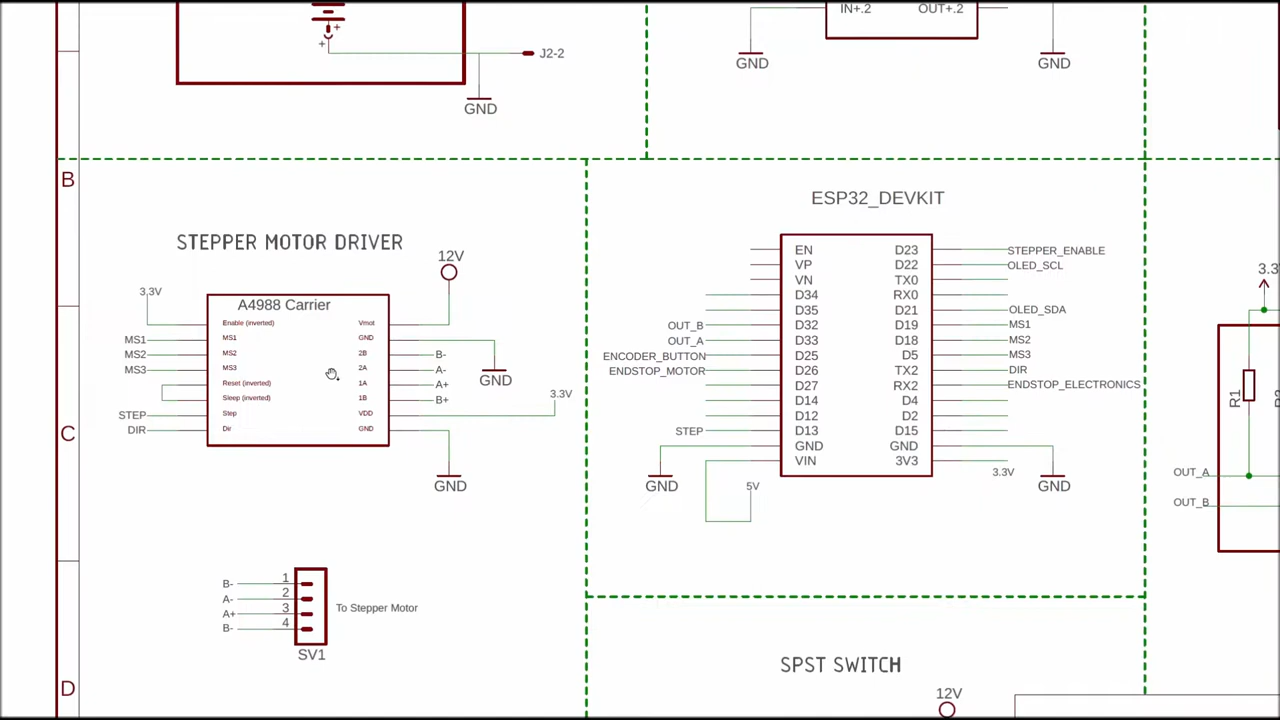 IN+.2 OUT+.2
+
+
J2-2
GND GND
GND
B
ESP32_DEVKIT
STEPPER MOTOR DRIVER
12V
3.3V
A4988 Carrier
Enable (inverted) Vmot
MS1 MS1 GND
MS2 MS2 2B B-
MS3 MS3 2A A-
Reset (inverted) 1A A+
Sleep (inverted) 1B B+
STEP Step VDD
DIR Dir GND
GND
3.3V
GND
EN D23 STEPPER_ENABLE
VP D22 OLED_SCL
VN TX0
D34 RX0
D35 D21 OLED_SDA
OUT_B D32 D19 MS1
OUT_A D33 D18 MS2
ENCODER_BUTTON D25 D5 MS3
ENDSTOP_MOTOR D26 TX2 DIR
D27 RX2 ENDSTOP_ELECTRONICS
D14 D4
D12 D2
STEP D13 D15
GND GND
VIN 3V3
GND 5V 3.3V GND
3.3
R1
OUT_A
OUT_B
C
B- 1
A- 2
A+ 3
B- 4
To Stepper Motor
SV1
SPST SWITCH
D
12V